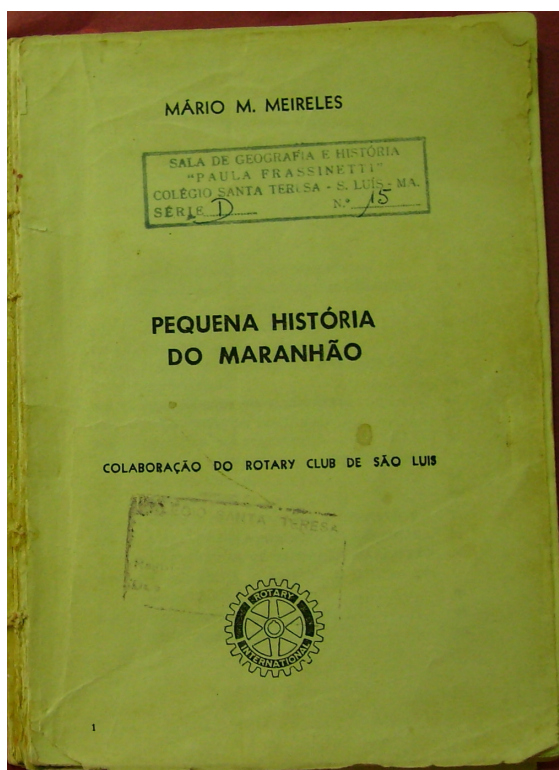 MÁRIO M. MEIRELES
SALA DE GEOGRAFIA E HISTÓRIA
"PAULA FRASSINETTI"
COLÉGIO SANTA TERESA - S. LUÍS - MA.
SÉRIE D N.º 15
PEQUENA HISTÓRIA
DO MARANHÃO
COLABORAÇÃO DO ROTARY CLUB DE SÃO LUIS
SANTA TERESA
ROTARY
INTERNATIONAL
1